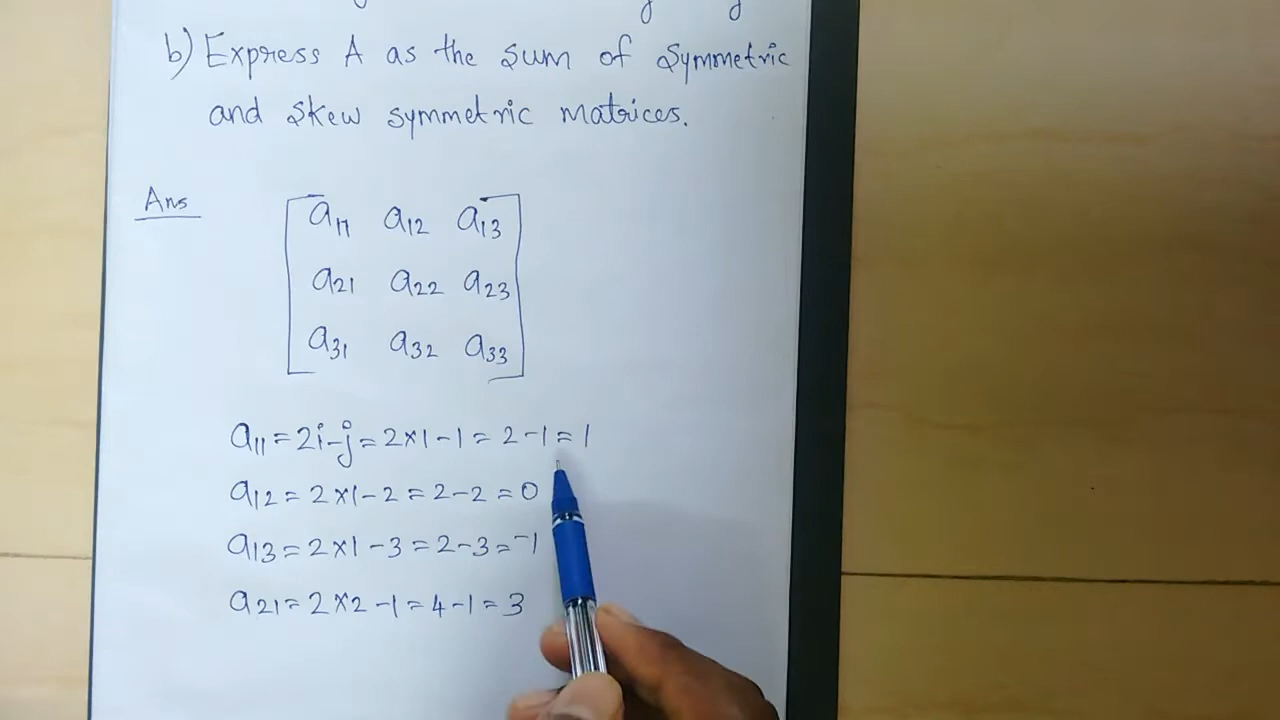 b) Express A as the sum of symmetric
and skew symmetric matrices.
Ans
a11 a12 a13
a21 a22 a23
a31 a32 a33
a11 = 2i-j = 2×1-1 = 2-1 = 1
a12 = 2×1-2 = 2-2 = 0
a13 = 2×1-3 = 2-3 = -1
a21 = 2×2-1 = 4-1 = 3